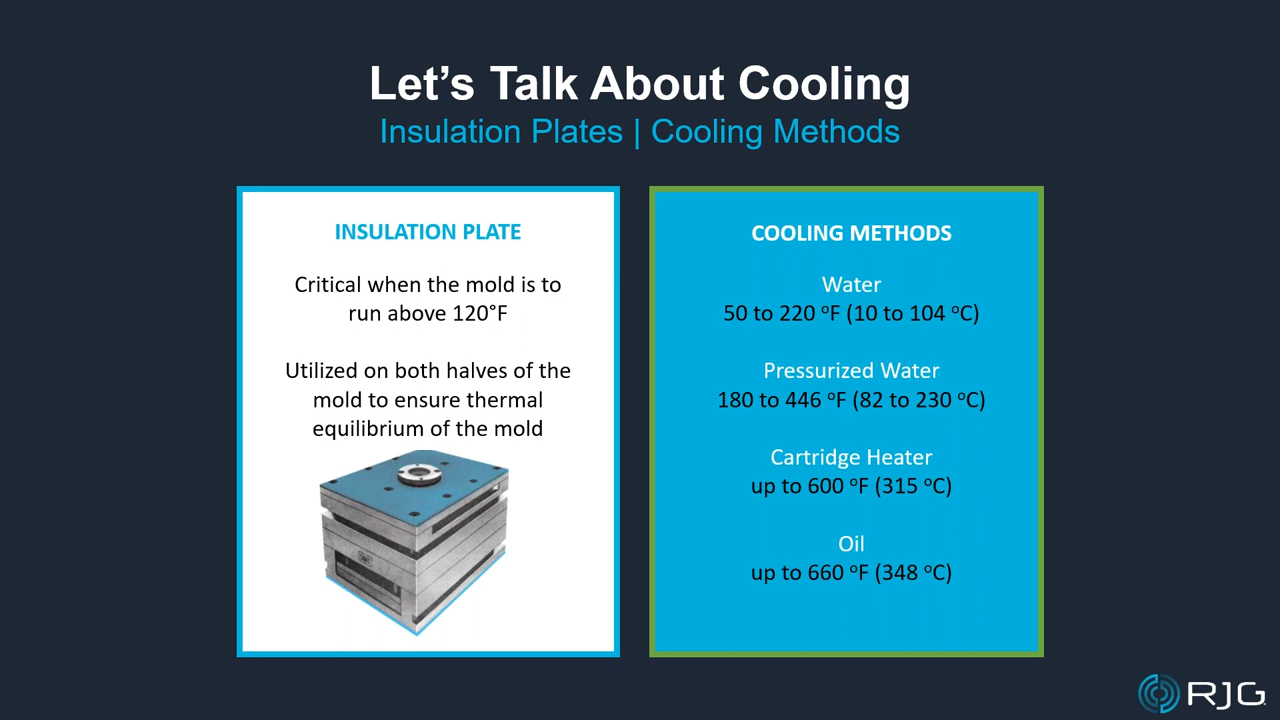 Let's Talk About Cooling
Insulation Plates | Cooling Methods
INSULATION PLATE
Critical when the mold is to
run above 120°F
Utilized on both halves of the
mold to ensure thermal
equilibrium of the mold
COOLING METHODS
Water
50 to 220 ºF (10 to 104 ºC)
Pressurized Water
180 to 446 ºF (82 to 230 ºC)
Cartridge Heater
up to 600 ºF (315 ºC)
Oil
up to 660 ºF (348 ºC)
RJG